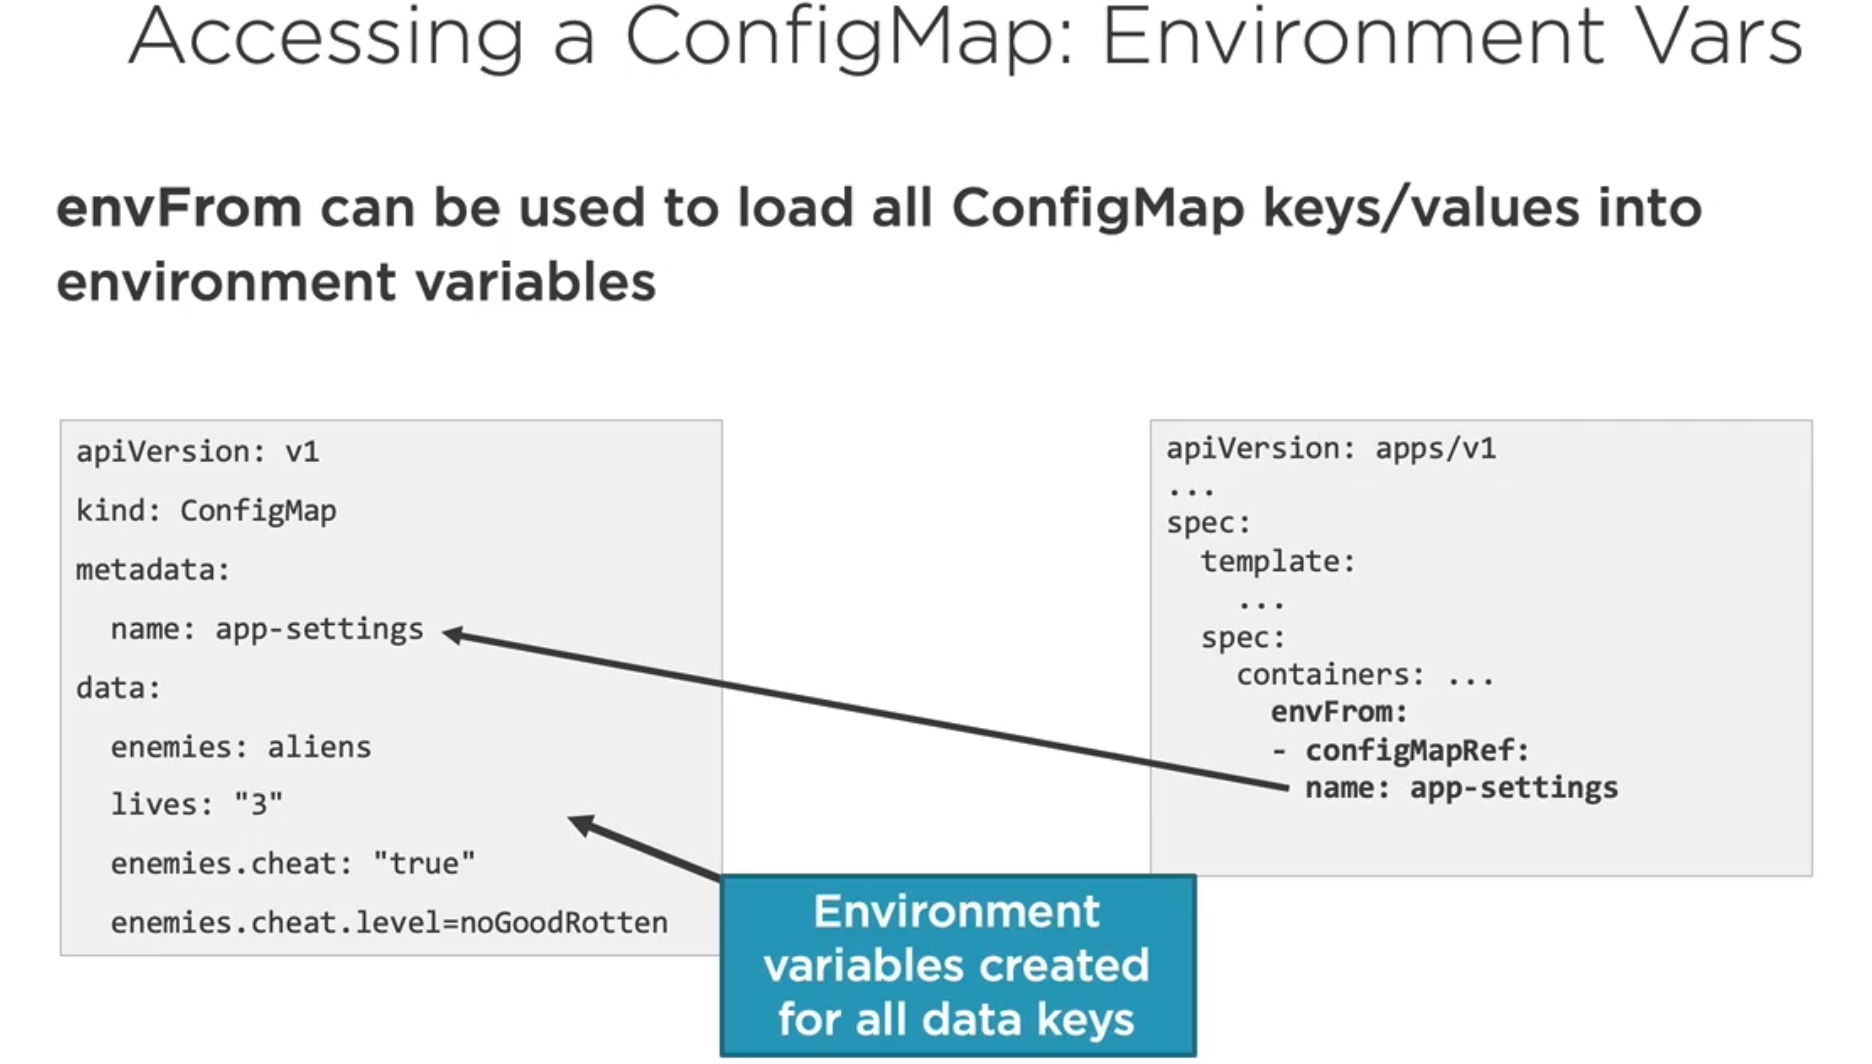 Accessing a ConfigMap: Environment Vars
envFrom can be used to load all ConfigMap keys/values into
environment variables
apiVersion: v1
kind: ConfigMap
metadata:
  name: app-settings
data:
  enemies: aliens
  lives: "3"
  enemies.cheat: "true"
  enemies.cheat.level=noGoodRotten
apiVersion: apps/v1
...
spec:
  template:
    ...
  spec:
    containers: ...
      envFrom:
      - configMapRef:
        name: app-settings
Environment
variables created
for all data keys